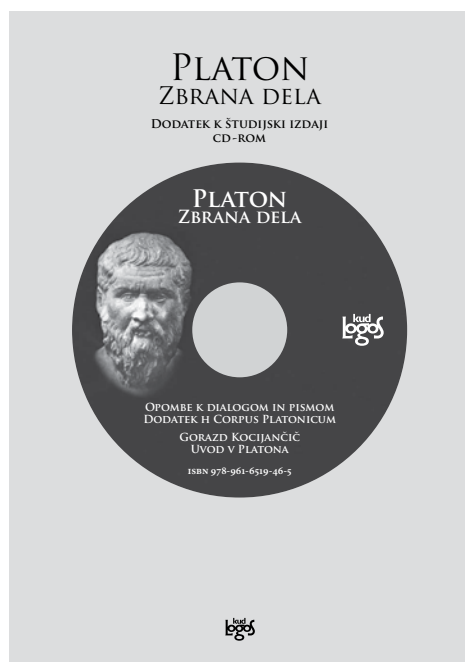 PLATON
ZBRANA DELA
DODATEK K ŠTUDIJSKI IZDAJI
CD-ROM
PLATON
ZBRANA DELA
kud
Logos
OPOMBE K DIALOGOM IN PISMOM
DODATEK H CORPUS PLATONICUM
GORAZD KOCIJANČIČ
UVOD V PLATONA
ISBN 978-961-6519-46-5
kud
Logos